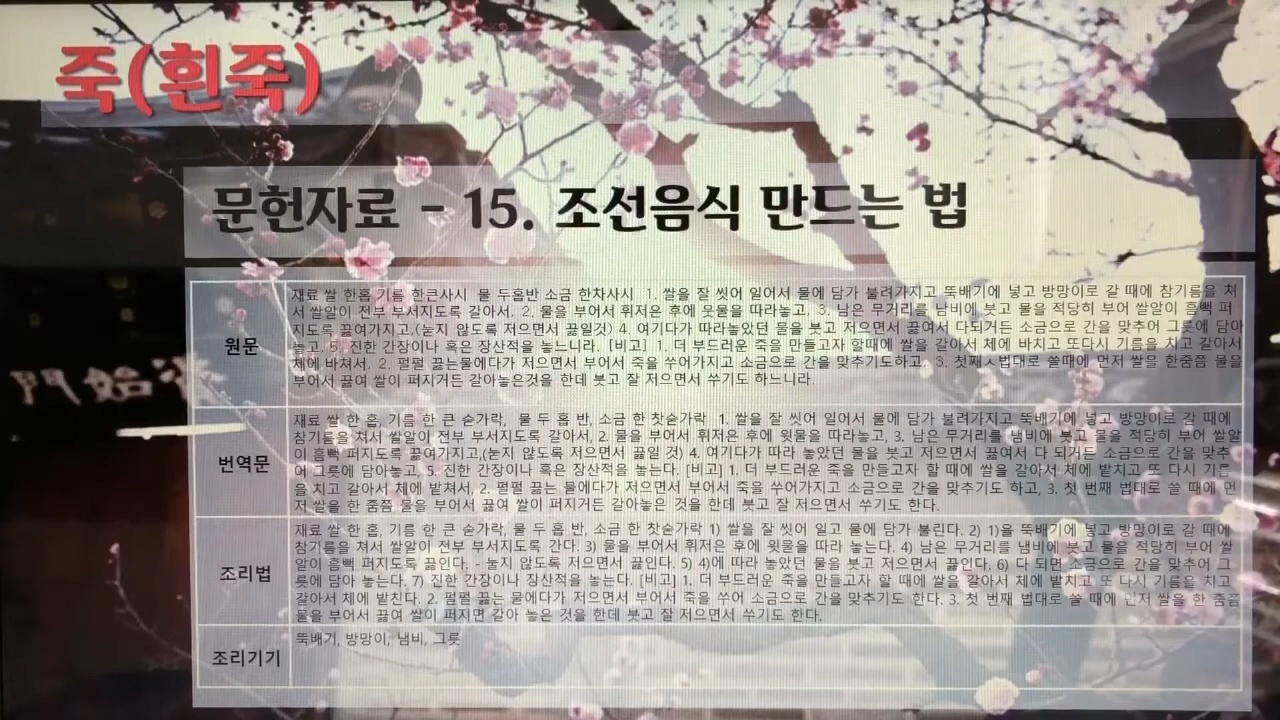 죽(흰죽)
문헌자료 - 15. 조선음식 만드는 법
원문
재료 쌀 한홉 기름 한큰사시 물 두홉반 소금 한차사시 1. 쌀을 잘 씻어 일어서 물에 담가 불려가지고 뚝배기에 넣고 방망이로 갈 때에 참기름을 쳐
서 쌀알이 전부 부서지도록 갈아서, 2. 물을 부어서 휘저은 후에 웃물을 따라놓고, 3. 남은 무거리를 남비에 붓고 물을 적당히 부어 쌀알이 흠뻑 퍼
지도록 끓여가지고,(눋지 않도록 저으면서 끓일것) 4. 여기다가 따라놓았던 물을 붓고 저으면서 끓여서 다되거든 소금으로 간을 맞추어 그릇에 담아
놓고, 5. 진한 간장이나 혹은 장산적을 놓느니라. [비고] 1. 더 부드러운 죽을 만들고자 할때에 쌀을 갈아서 체에 바치고 또다시 기름을 치고 갈아서
체에 바쳐서, 2. 펄펄 끓는물에다가 저으면서 부어서 죽을 쑤어가지고 소금으로 간을 맞추기도하고, 3. 첫째ㅅ법대로 쑬때에 먼저 쌀을 한줌쯤 물을
부어서 끓여 쌀이 퍼지거든 갈아놓은것을 한데 붓고 잘 저으면서 쑤기도 하느니라.
번역문
재료 쌀 한 홉, 기름 한 큰 숟가락, 물 두 홉 반, 소금 한 찻숟가락 1. 쌀을 잘 씻어 일어서 물에 담가 불려가지고 뚝배기에 넣고 방망이로 갈 때에
참기름을 쳐서 쌀알이 전부 부서지도록 갈아서, 2. 물을 부어서 휘저은 후에 윗물을 따라놓고, 3. 남은 무거리를 냄비에 붓고 물을 적당히 부어 쌀알
이 흠뻑 퍼지도록 끓여가지고,(눋지 않도록 저으면서 끓일 것) 4. 여기다가 따라 놓았던 물을 붓고 저으면서 끓여서 다 되거든 소금으로 간을 맞추
어 그릇에 담아놓고, 5. 진한 간장이나 혹은 장산적을 놓는다. [비고] 1. 더 부드러운 죽을 만들고자 할 때에 쌀을 갈아서 체에 밭치고 또 다시 기름
을 치고 갈아서 체에 밭쳐서, 2. 펄펄 끓는 물에다가 저으면서 부어서 죽을 쑤어가지고 소금으로 간을 맞추기도 하고, 3. 첫 번째 법대로 쑬 때에 먼
저 쌀을 한 줌쯤 물을 부어서 끓여 쌀이 퍼지거든 갈아놓은 것을 한데 붓고 잘 저으면서 쑤기도 한다.
조리법
재료 쌀 한 홉, 기름 한 큰 숟가락, 물 두 홉 반, 소금 한 찻숟가락 1) 쌀을 잘 씻어 일고 물에 담가 불린다. 2) 1)을 뚝배기에 넣고 방망이로 갈 때에
참기름을 쳐서 쌀알이 전부 부서지도록 간다. 3) 물을 부어서 휘저은 후에 윗물을 따라 놓는다. 4) 남은 무거리를 냄비에 붓고 물을 적당히 부어 쌀
알이 흠뻑 퍼지도록 끓인다. - 눋지 않도록 저으면서 끓인다. 5) 4)에 따라 놓았던 물을 붓고 저으면서 끓인다. 6) 다 되면 소금으로 간을 맞추어 그
릇에 담아 놓는다. 7) 진한 간장이나 장산적을 놓는다. [비고] 1. 더 부드러운 죽을 만들고자 할 때에 쌀을 갈아서 체에 밭치고 또 다시 기름을 치고
갈아서 체에 밭친다. 2. 펄펄 끓는 물에다가 저으면서 부어서 죽을 쑤어 소금으로 간을 맞추기도 한다. 3. 첫 번째 법대로 쑬 때에 먼저 쌀을 한 줌쯤
물을 부어서 끓여 쌀이 퍼지면 갈아 놓은 것을 한데 붓고 잘 저으면서 쑤기도 한다.
조리기기
뚝배기, 방망이, 냄비, 그릇